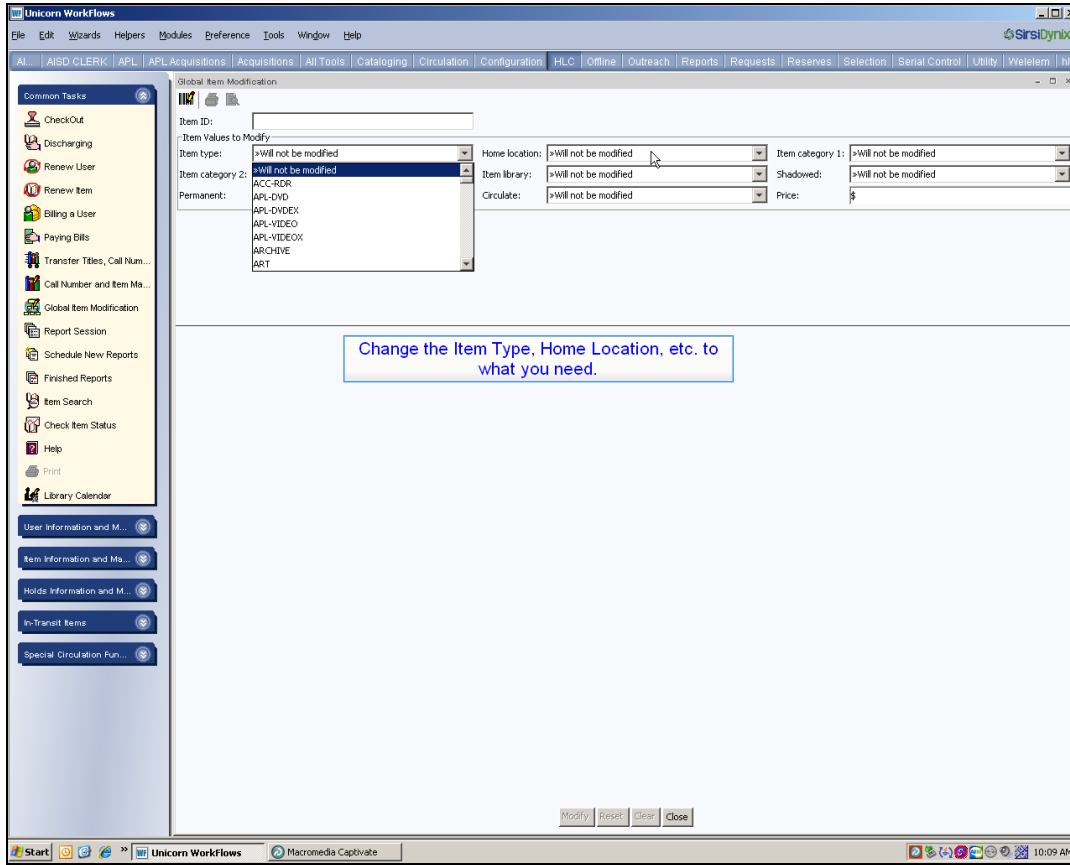 Unicorn WorkFlows
File Edit Wizards Helpers Modules Preference Tools Window Help
SirsiDynix
Al... AISD CLERK APL APL Acquisitions Acquisitions All Tools Cataloging Circulation Configuration HLC Offline Outreach Reports Requests Reserves Selection Serial Control Utility Welelem
Common Tasks
CheckOut
Discharging
Renew User
Renew Item
Billing a User
Paying Bills
Transfer Titles, Call Num...
Call Number and Item Ma...
Global Item Modification
Report Session
Schedule New Reports
Finished Reports
Item Search
Check Item Status
Help
Print
Library Calendar
User Information and M...
Item Information and Ma...
Holds Information and M...
In-Transit Items
Special Circulation Fun...
Global Item Modification
Item ID:
Item Values to Modify
Item type: »Will not be modified Home location: »Will not be modified Item category 1: »Will not be modified
Item category 2: Item library: »Will not be modified Shadowed: »Will not be modified
Permanent: Circulate: »Will not be modified Price: $
»Will not be modified
ACC-RDR
APL-DVD
APL-DVDEX
APL-VIDEO
APL-VIDEOX
ARCHIVE
ART
Change the Item Type, Home Location, etc. to
what you need.
Modify Reset Clear Close
Start » Unicorn WorkFlows Macromedia Captivate 10:09 AM